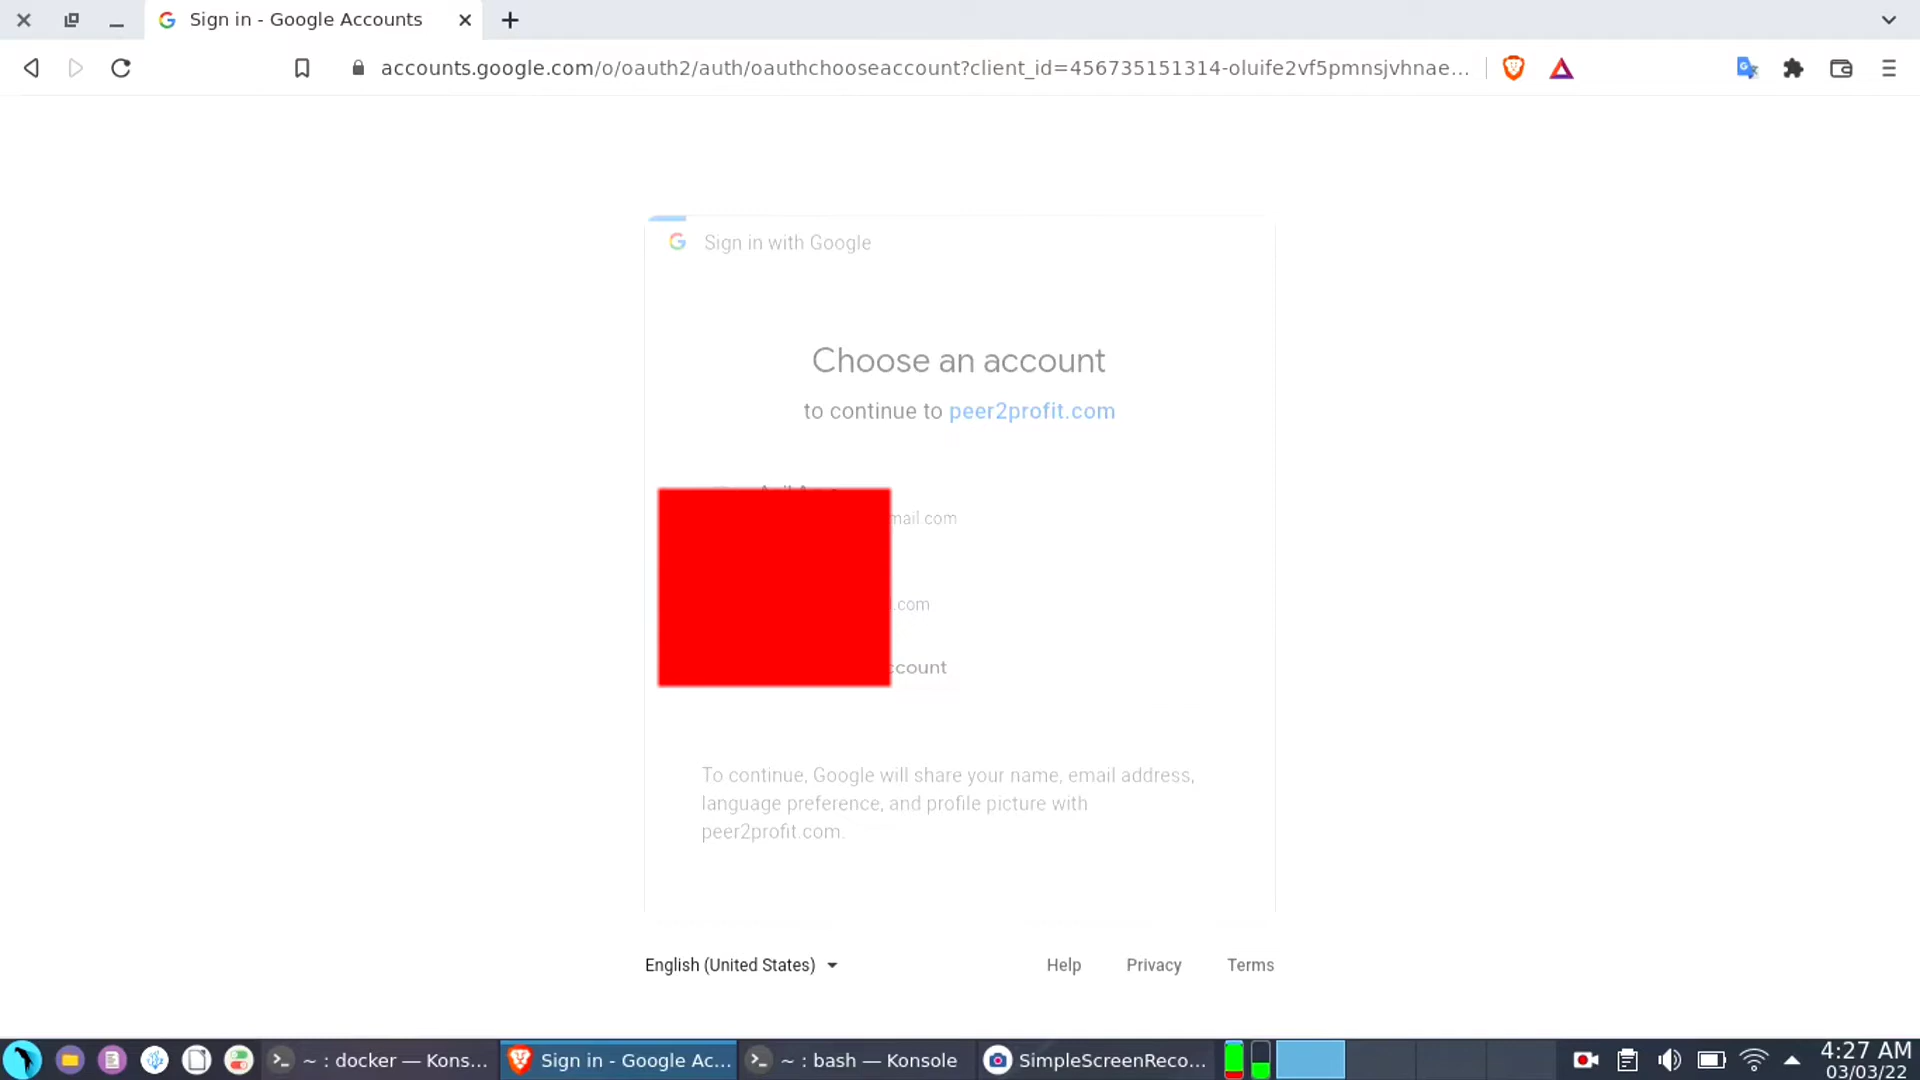 Sign in - Google Accounts
accounts.google.com/o/oauth2/auth/oauthchooseaccount?client_id=456735151314-oluife2vf5pmnsjvhnae...
Sign in with Google
Choose an account
to continue to peer2profit.com
mail.com
.com
ccount
To continue, Google will share your name, email address,
language preference, and profile picture with
peer2profit.com.
English (United States)
Help
Privacy
Terms
~ : docker — Kons...
Sign in - Google Ac...
~ : bash — Konsole
SimpleScreenReco...
4:27 AM
03/03/22